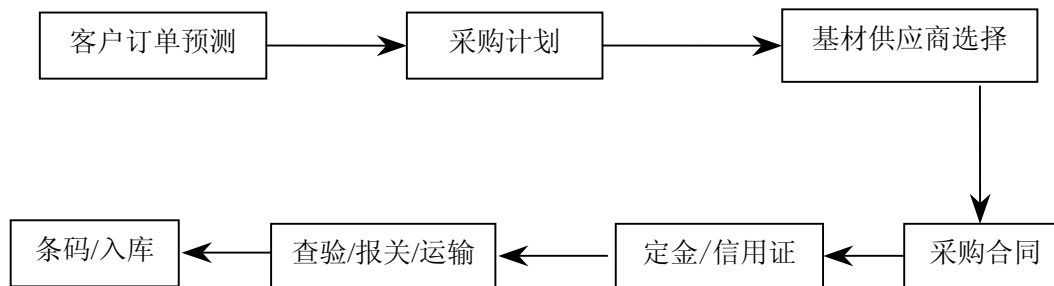 客户订单预测
采购计划
基材供应商选择
采购合同
定金/信用证
查验/报关/运输
条码/入库